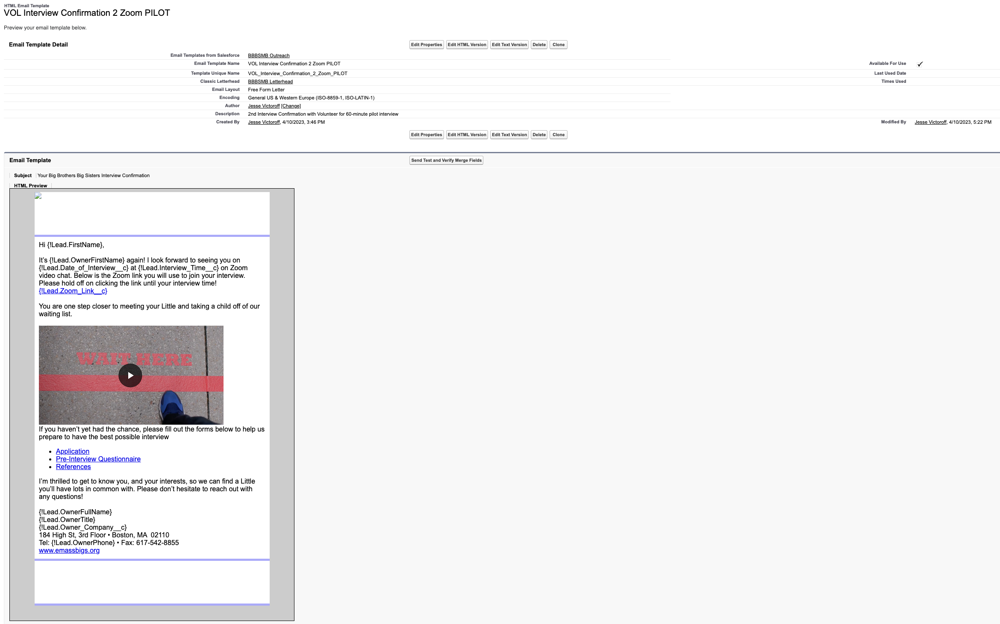 HTML Email Template
VOL Interview Confirmation 2 Zoom PILOT
Preview your email template below.
Email Template Detail
Edit Properties Edit HTML Version Edit Text Version Delete Clone
Email Templates from Salesforce BBBSMB Outreach
Email Template Name VOL Interview Confirmation 2 Zoom PILOT Available For Use
Template Unique Name VOL_Interview_Confirmation_2_Zoom_PILOT Last Used Date
Classic Letterhead BBBSMB Letterhead Times Used
Email Layout Free Form Letter
Encoding General US & Western Europe (ISO-8859-1, ISO-LATIN-1)
Author Jesse Victoroff [Change]
Description 2nd Interview Confirmation with Volunteer for 60-minute pilot interview
Created By Jesse Victoroff, 4/10/2023, 3:46 PM Modified By Jesse Victoroff, 4/10/2023, 5:22 PM
Edit Properties Edit HTML Version Edit Text Version Delete Clone
Email Template Send Test and Verify Merge Fields
Subject Your Big Brothers Big Sisters Interview Confirmation
HTML Preview
Hi {!Lead.FirstName},
It’s {!Lead.OwnerFirstName} again! I look forward to seeing you on
{!Lead.Date_of_Interview__c} at {!Lead.Interview_Time__c} on Zoom
video chat. Below is the Zoom link you will use to join your interview.
Please hold off on clicking the link until your interview time!
{!Lead.Zoom_Link__c}
You are one step closer to meeting your Little and taking a child off of our
waiting list.
WAIT HERE
If you haven’t yet had the chance, please fill out the forms below to help us
prepare to have the best possible interview
• Application
• Pre-Interview Questionnaire
• References
I’m thrilled to get to know you, and your interests, so we can find a Little
you’ll have lots in common with. Please don’t hesitate to reach out with
any questions!
{!Lead.OwnerFullName}
{!Lead.OwnerTitle}
{!Lead.Owner_Company__c}
184 High St, 3rd Floor • Boston, MA  02110
Tel: {!Lead.OwnerPhone} • Fax: 617-542-8855
www.emassbigs.org